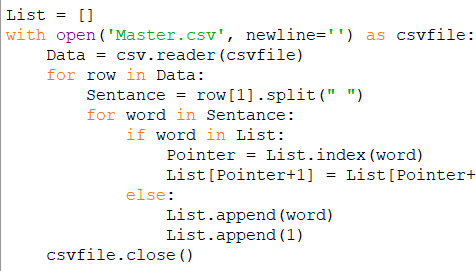 List = []
with open('Master.csv', newline='') as csvfile:
    Data = csv.reader(csvfile)
    for row in Data:
        Sentance = row[1].split(" ")
        for word in Sentance:
            if word in List:
                Pointer = List.index(word)
                List[Pointer+1] = List[Pointer+
            else:
                List.append(word)
                List.append(1)
    csvfile.close()